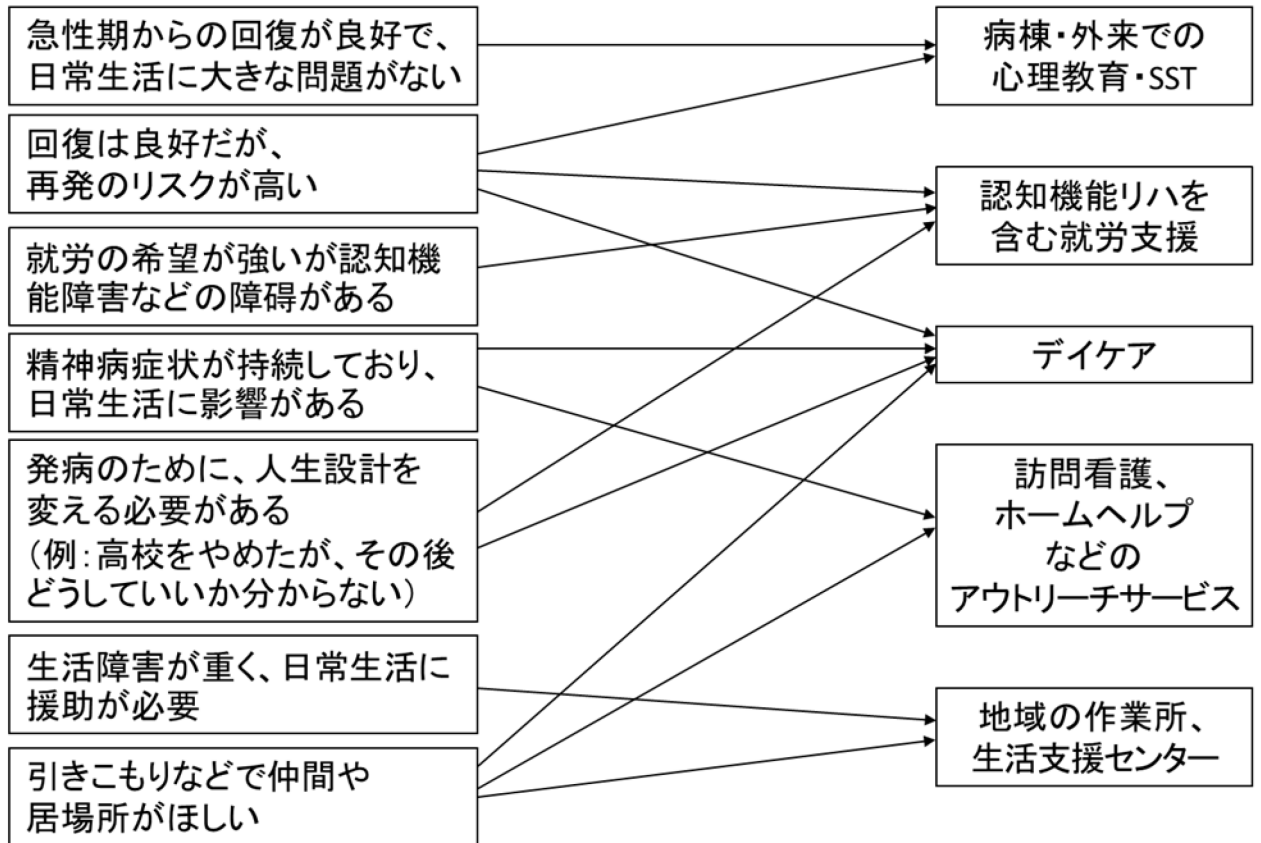 急性期からの回復が良好で、
日常生活に大きな問題がない
回復は良好だが、
再発のリスクが高い
就労の希望が強いが認知機
能障害などの障碍がある
精神病症状が持続しており、
日常生活に影響がある
発病のために、人生設計を
変える必要がある
（例：高校をやめたが、その後
どうしていいか分からない）
生活障害が重く、日常生活に
援助が必要
引きこもりなどで仲間や
居場所がほしい
病棟・外来での
心理教育・SST
認知機能リハを
含む就労支援
デイケア
訪問看護、
ホームヘルプ
などの
アウトリーチサービス
地域の作業所、
生活支援センター